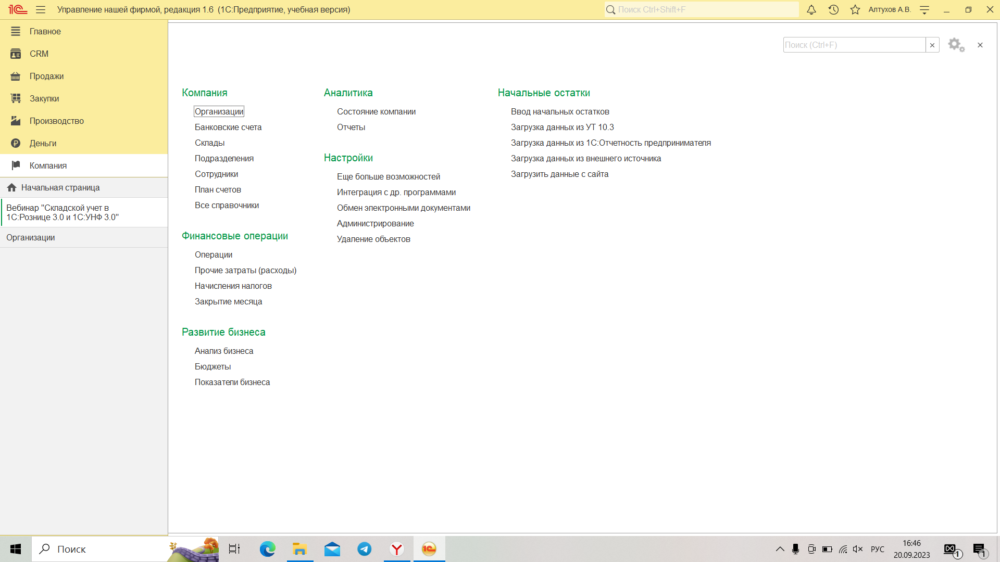 1С Управление нашей фирмой, редакция 1.6 (1С:Предприятие, учебная версия)
Поиск Ctrl+Shift+F
Алтухов А.В.
Главное
CRM
Продажи
Закупки
Производство
Деньги
Компания
Начальная страница
Вебинар "Складской учет в
1С:Рознице 3.0 и 1С:УНФ 3.0"
Организации
Поиск (Ctrl+F)
Компания
Организации
Банковские счета
Склады
Подразделения
Сотрудники
План счетов
Все справочники
Финансовые операции
Операции
Прочие затраты (расходы)
Начисления налогов
Закрытие месяца
Развитие бизнеса
Анализ бизнеса
Бюджеты
Показатели бизнеса
Аналитика
Состояние компании
Отчеты
Настройки
Еще больше возможностей
Интеграция с др. программами
Обмен электронными документами
Администрирование
Удаление объектов
Начальные остатки
Ввод начальных остатков
Загрузка данных из УТ 10.3
Загрузка данных из 1С:Отчетность предпринимателя
Загрузка данных из внешнего источника
Загрузить данные с сайта
Поиск
1С
РУС
16:46
20.09.2023
1
1